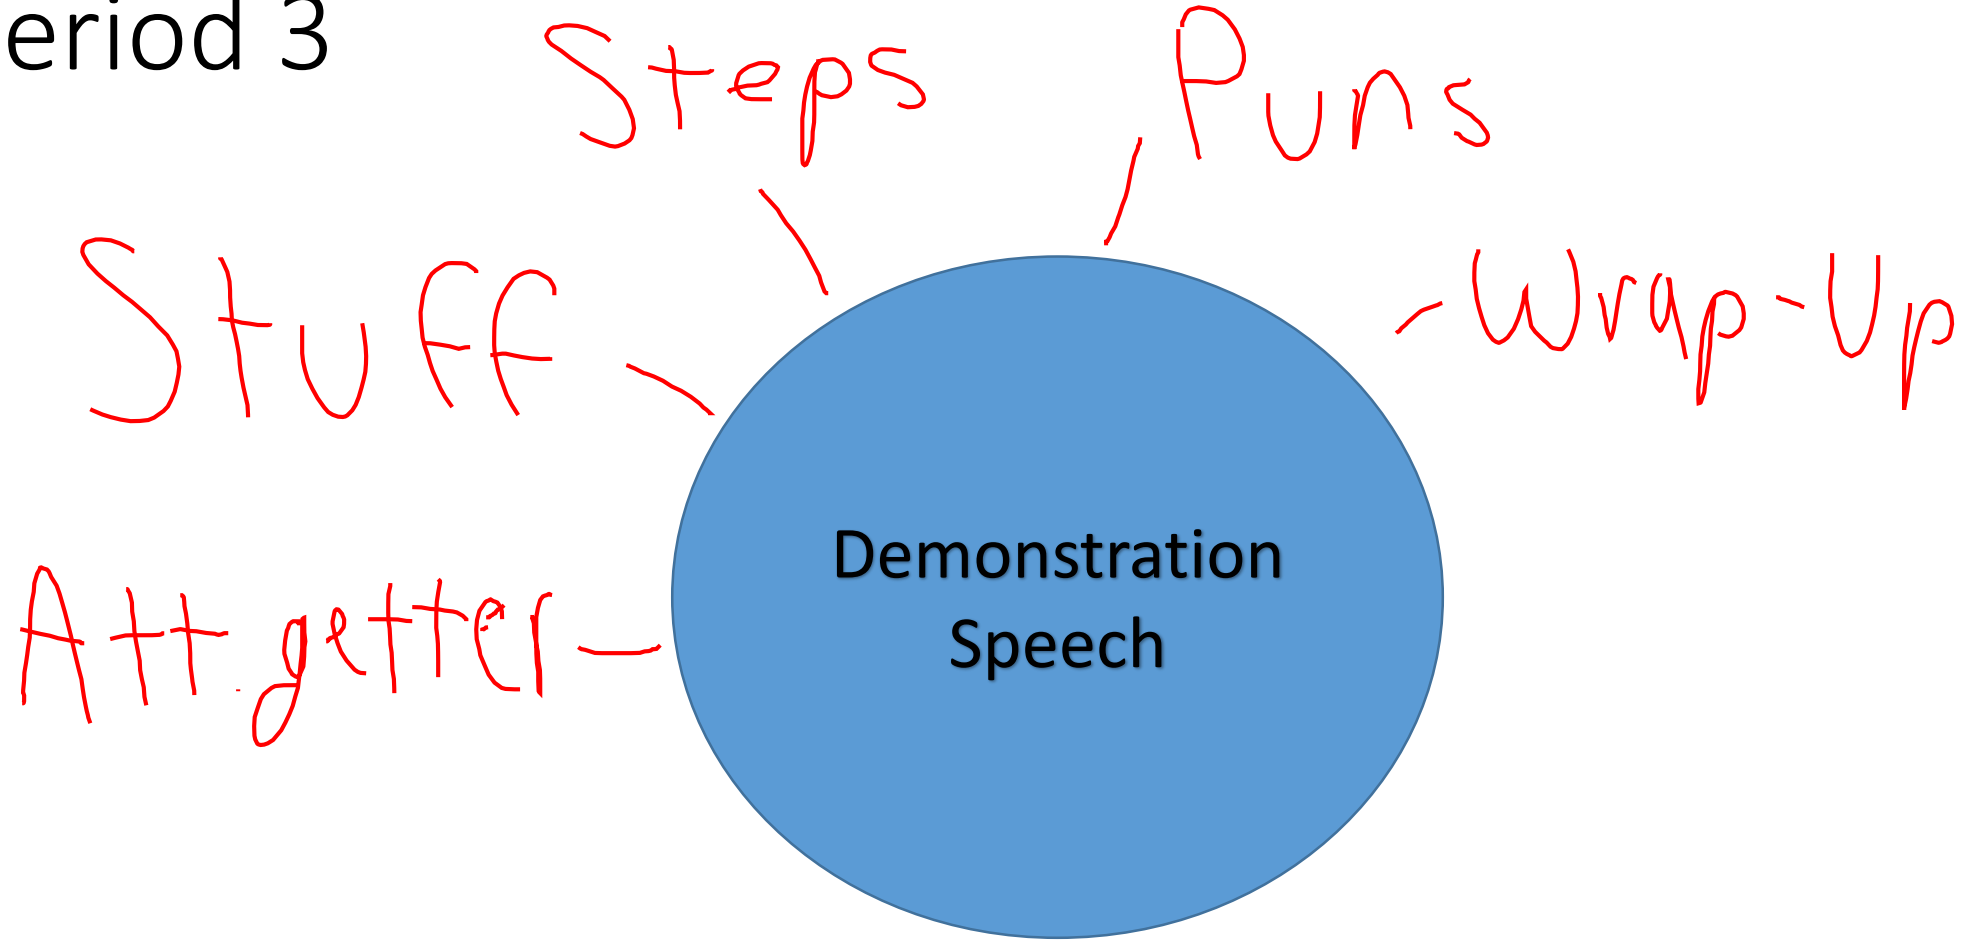 eriod 3
Steps
Puns
Stuff
Wrap-Up
Att.getter
Demonstration
Speech